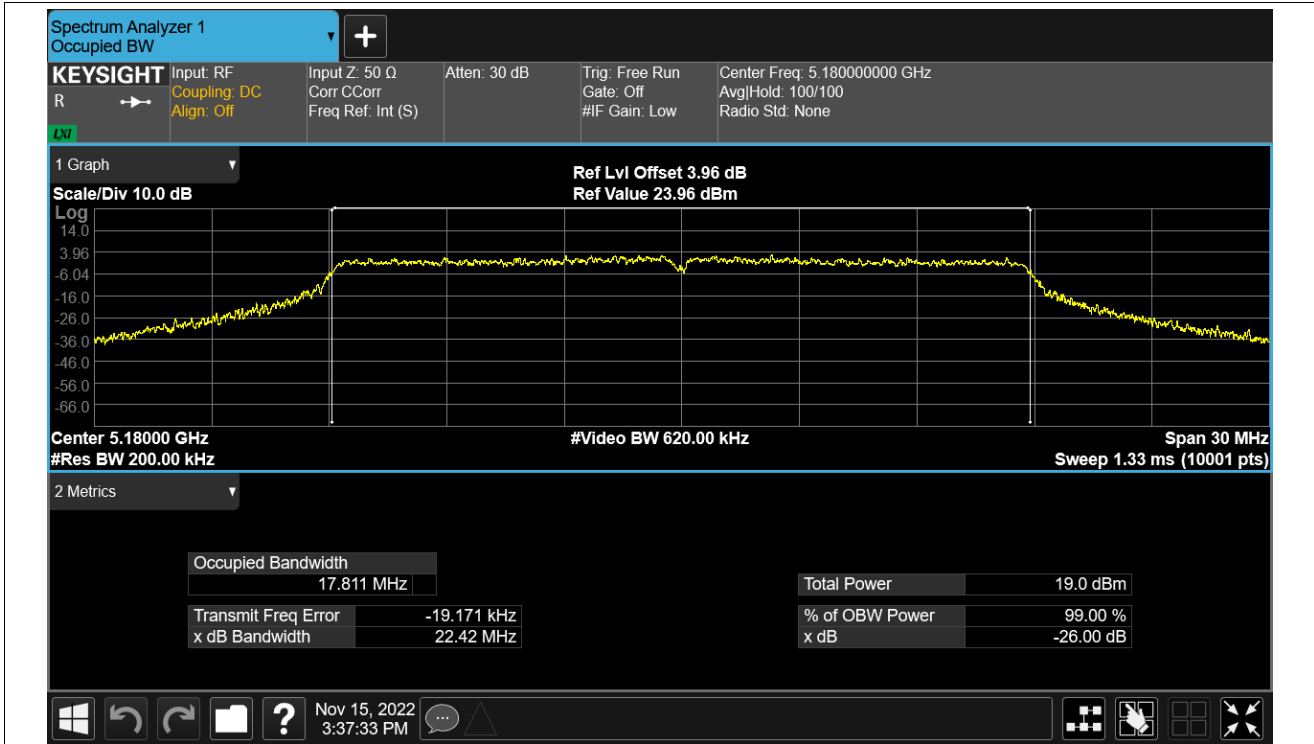 Spectrum Analyzer 1
Occupied BW
KEYSIGHT
R
LXI
Input: RF
Coupling: DC
Align: Off
Input Z: 50 Ω
Corr CCorr
Freq Ref: Int (S)
Atten: 30 dB
Trig: Free Run
Gate: Off
#IF Gain: Low
Center Freq: 5.180000000 GHz
Avg|Hold: 100/100
Radio Std: None
1 Graph
Scale/Div 10.0 dB
Ref Lvl Offset 3.96 dB
Ref Value 23.96 dBm
Log
14.0
3.96
-6.04
-16.0
-26.0
-36.0
-46.0
-56.0
-66.0
Center 5.18000 GHz
#Res BW 200.00 kHz
#Video BW 620.00 kHz
Span 30 MHz
Sweep 1.33 ms (10001 pts)
2 Metrics
Occupied Bandwidth
17.811 MHz
Transmit Freq Error -19.171 kHz
x dB Bandwidth 22.42 MHz
Total Power 19.0 dBm
% of OBW Power 99.00 %
x dB -26.00 dB
?
Nov 15, 2022
3:37:33 PM